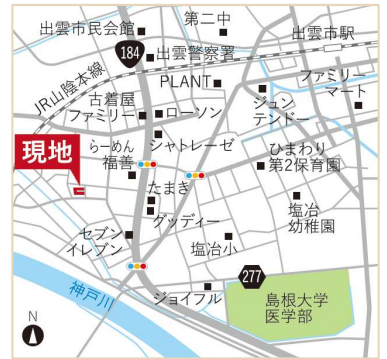 第二中
出雲市民会館
出雲市駅
184
出雲警察署
JR山陰本線
PLANT
ファミリー
マート
古着屋
ファミリー
ローソン
ジュン
テンドー
現地
らーめん
福善
シャトレーゼ
ひまわり
第2保育園
たまき
グッディー
塩冶
幼稚園
セブン
イレブン
塩冶小
277
神戸川
ジョイフル
島根大学
医学部
N